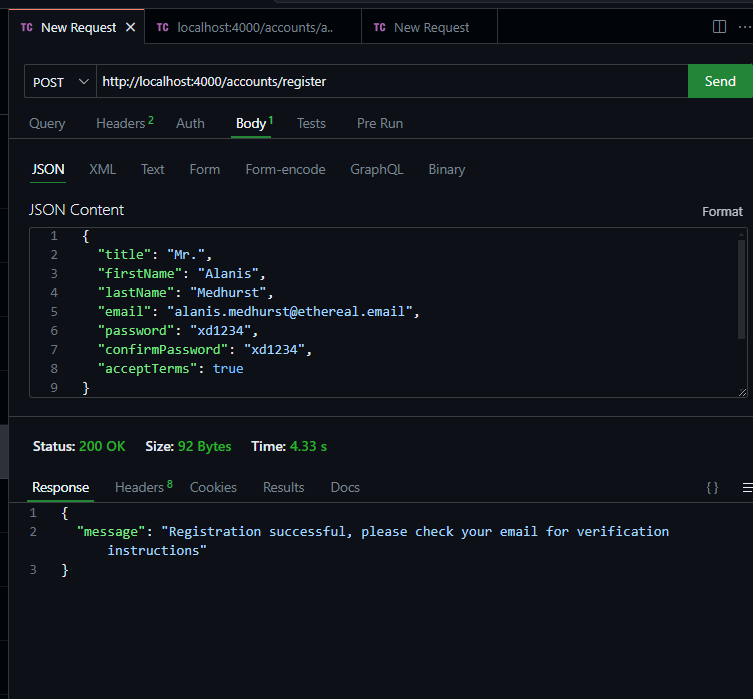 TC New Request
TC localhost:4000/accounts/a..
TC New Request
POST http://localhost:4000/accounts/register Send
Query Headers 2 Auth Body 1 Tests Pre Run
JSON XML Text Form Form-encode GraphQL Binary
JSON Content
Format
1 {
2 "title": "Mr.",
3 "firstName": "Alanis",
4 "lastName": "Medhurst",
5 "email": "alanis.medhurst@ethereal.email",
6 "password": "xd1234",
7 "confirmPassword": "xd1234",
8 "acceptTerms": true
9 }
Status: 200 OK Size: 92 Bytes Time: 4.33 s
Response Headers 8 Cookies Results Docs { }
1 {
2 "message": "Registration successful, please check your email for verification
instructions"
3 }